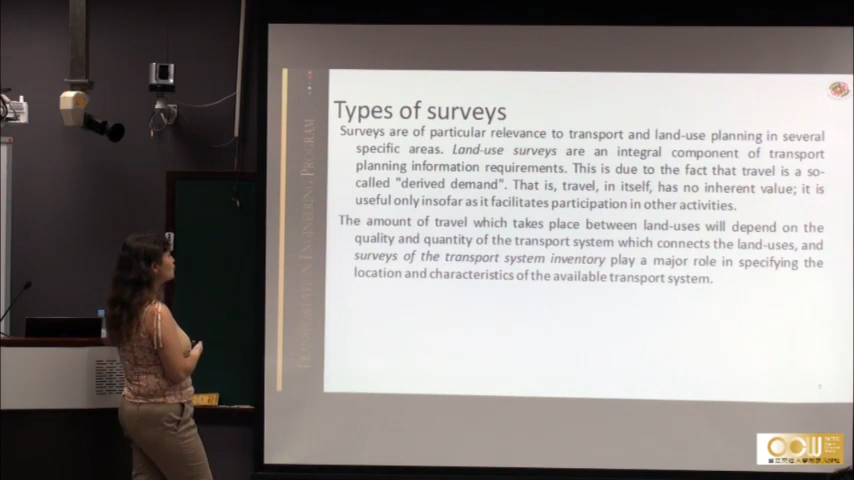 Types of surveys
Surveys are of particular relevance to transport and land-use planning in several
specific areas. Land-use surveys are an integral component of transport
planning information requirements. This is due to the fact that travel is a so-
called "derived demand". That is, travel, in itself, has no inherent value; it is
useful only insofar as it facilitates participation in other activities.
The amount of travel which takes place between land-uses will depend on the
quality and quantity of the transport system which connects the land-uses, and
surveys of the transport system inventory play a major role in specifying the
location and characteristics of the available transport system.
TRANSPORTATION ENGINEERING PROGRAM
OCW